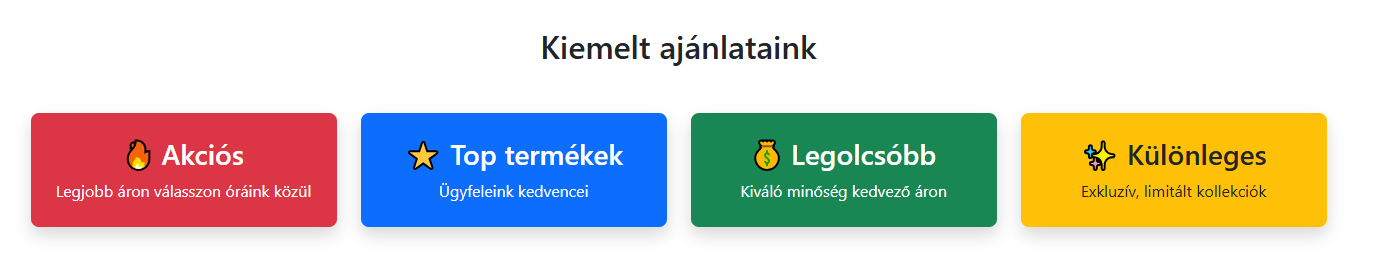 Kiemelt ajánlataink
🔥 Akciós
Legjobb áron válasszon óráink közül
⭐ Top termékek
Ügyfeleink kedvencei
💰 Legolcsóbb
Kiváló minőség kedvező áron
✨ Különleges
Exkluzív, limitált kollekciók